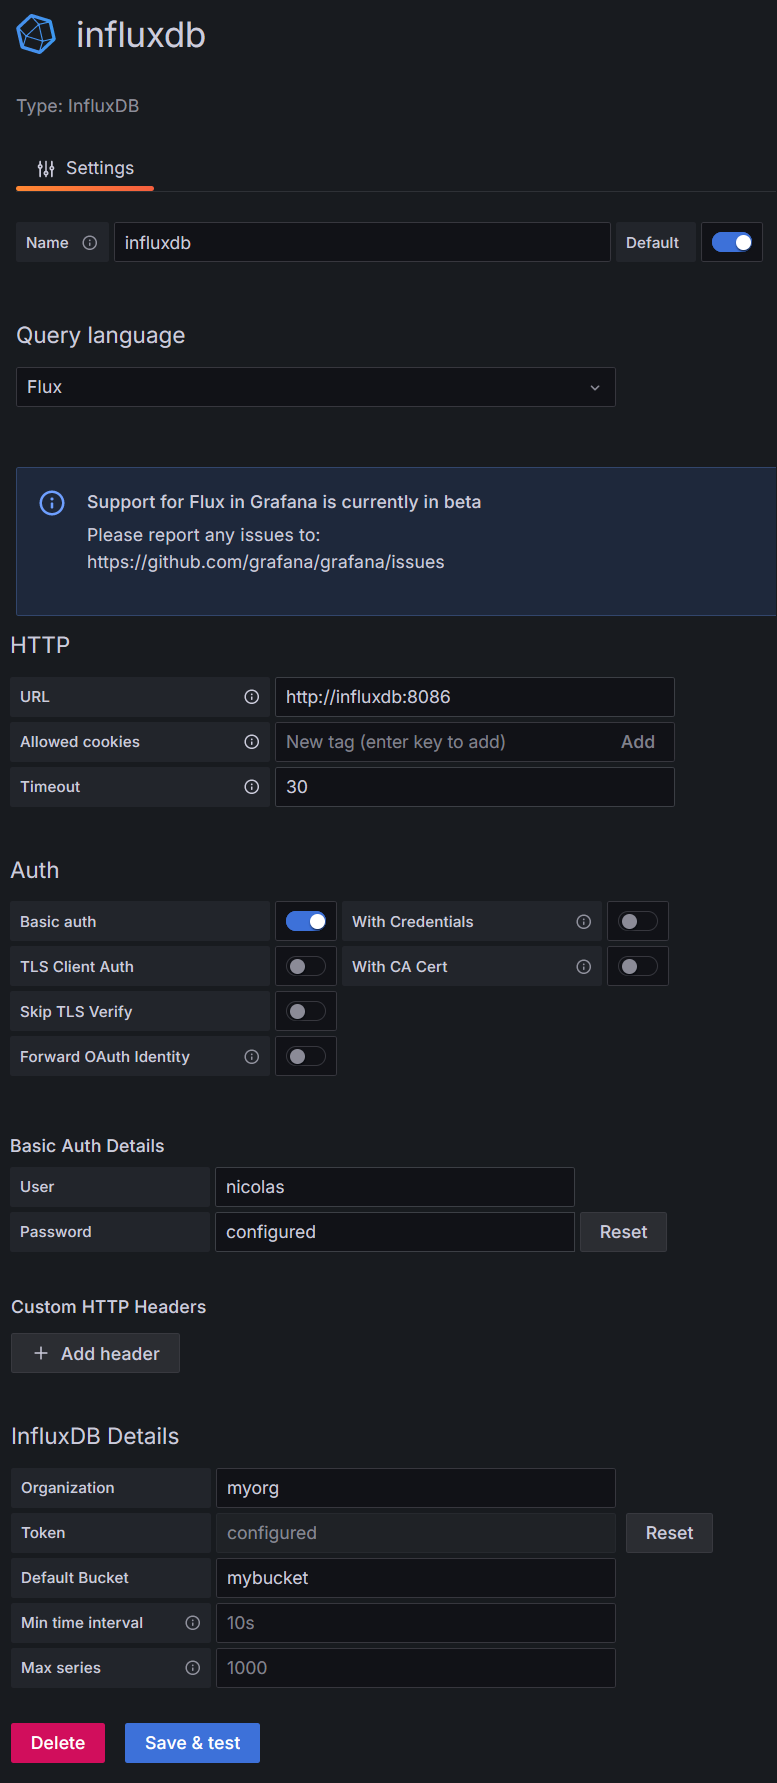 influxdb
Type: InfluxDB
Settings
Name influxdb Default
Query language
Flux
Support for Flux in Grafana is currently in beta
Please report any issues to:
https://github.com/grafana/grafana/issues
HTTP
URL http://influxdb:8086
Allowed cookies New tag (enter key to add) Add
Timeout 30
Auth
Basic auth With Credentials
TLS Client Auth With CA Cert
Skip TLS Verify
Forward OAuth Identity
Basic Auth Details
User nicolas
Password configured Reset
Custom HTTP Headers
+ Add header
InfluxDB Details
Organization myorg
Token configured Reset
Default Bucket mybucket
Min time interval 10s
Max series 1000
Delete Save & test